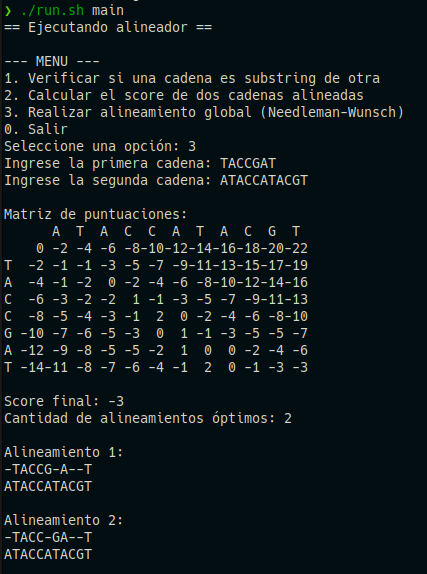 ❯ ./run.sh main
== Ejecutando alineador ==

--- MENU ---
1. Verificar si una cadena es substring de otra
2. Calcular el score de dos cadenas alineadas
3. Realizar alineamiento global (Needleman-Wunsch)
0. Salir
Seleccione una opción: 3
Ingrese la primera cadena: TACCGAT
Ingrese la segunda cadena: ATACCATACGT

Matriz de puntuaciones:
      A  T  A  C  C  A  T  A  C  G  T
    0 -2 -4 -6 -8-10-12-14-16-18-20-22
T  -2 -1 -1 -3 -5 -7 -9-11-13-15-17-19
A  -4 -1 -2  0 -2 -4 -6 -8-10-12-14-16
C  -6 -3 -2 -2  1 -1 -3 -5 -7 -9-11-13
C  -8 -5 -4 -3 -1  2  0 -2 -4 -6 -8-10
G -10 -7 -6 -5 -3  0  1 -1 -3 -5 -5 -7
A -12 -9 -8 -5 -5 -2  1  0  0 -2 -4 -6
T -14-11 -8 -7 -6 -4 -1  2  0 -1 -3 -3

Score final: -3
Cantidad de alineamientos óptimos: 2

Alineamiento 1:
-TACCG-A--T
ATACCATACGT

Alineamiento 2:
-TACC-GA--T
ATACCATACGT